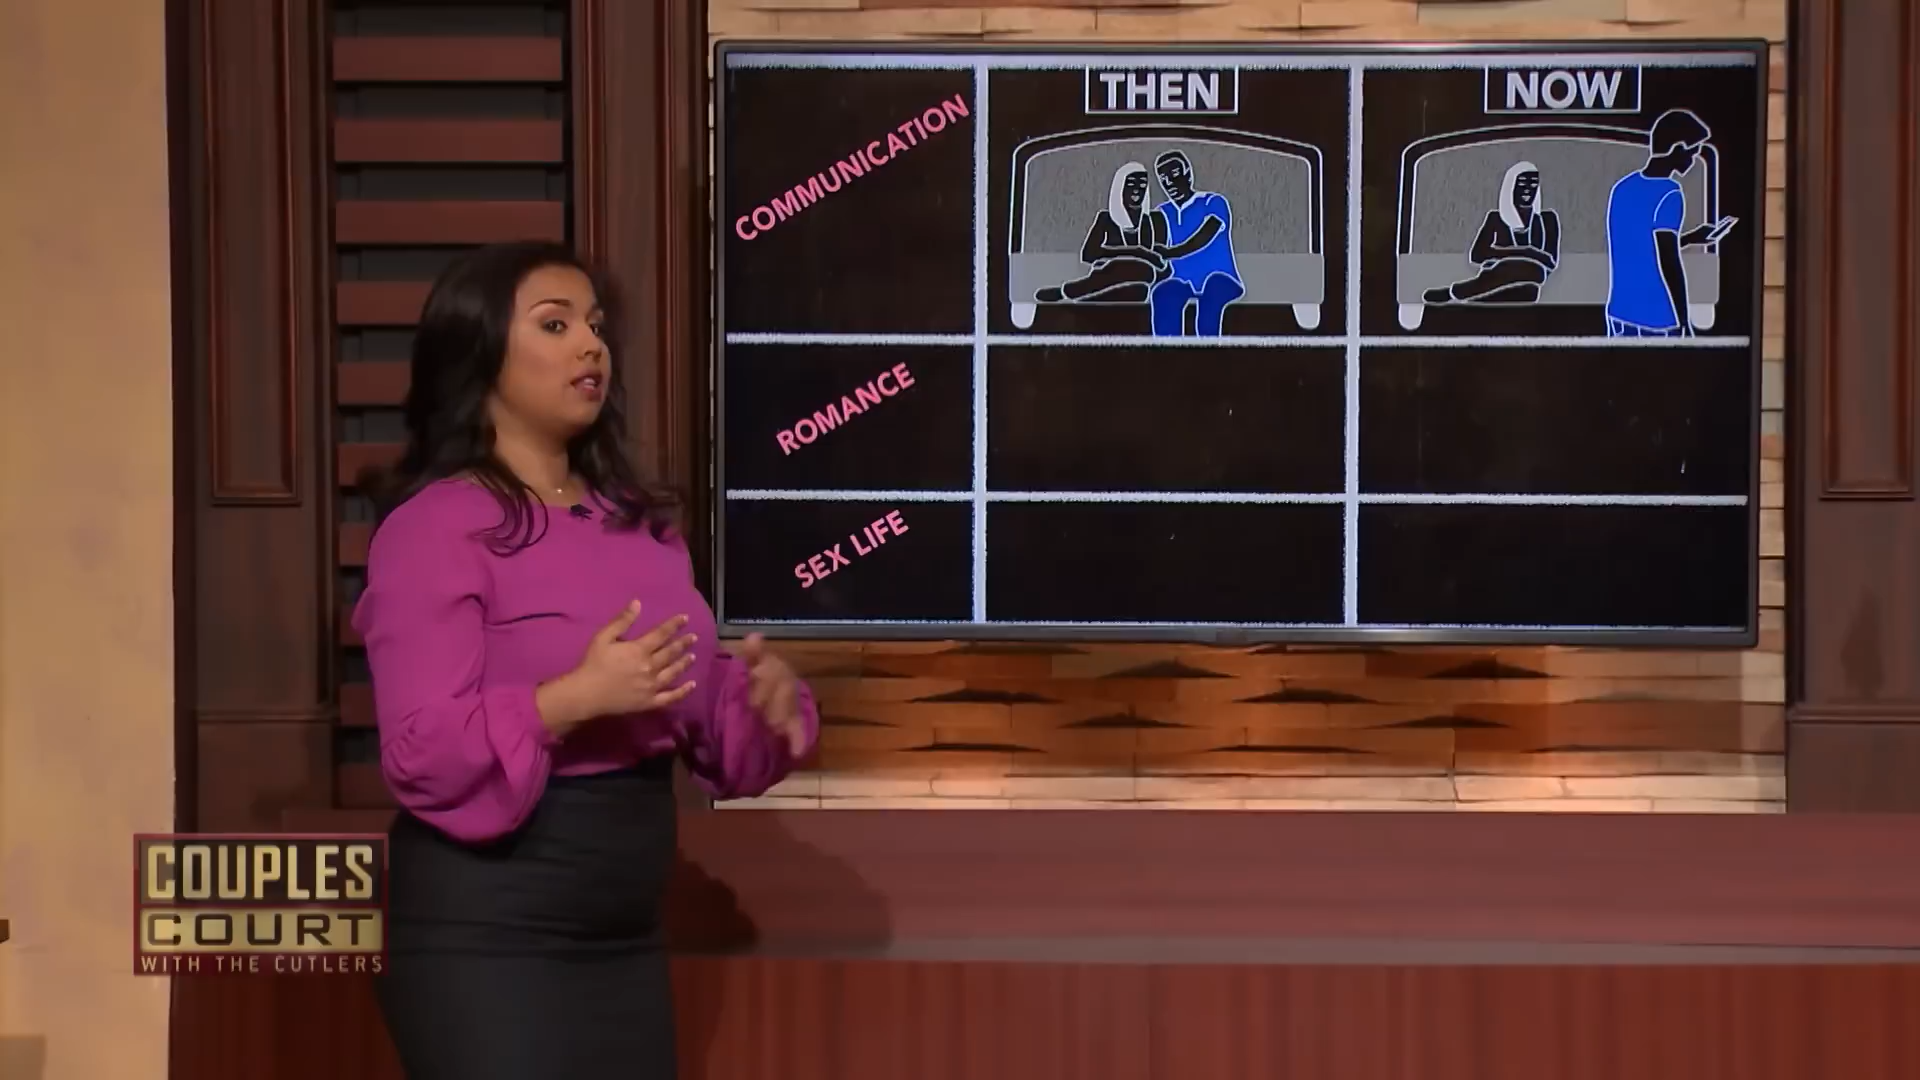 THEN
NOW
COMMUNICATION
ROMANCE
SEX LIFE
COUPLES
COURT
WITH THE CUTLERS